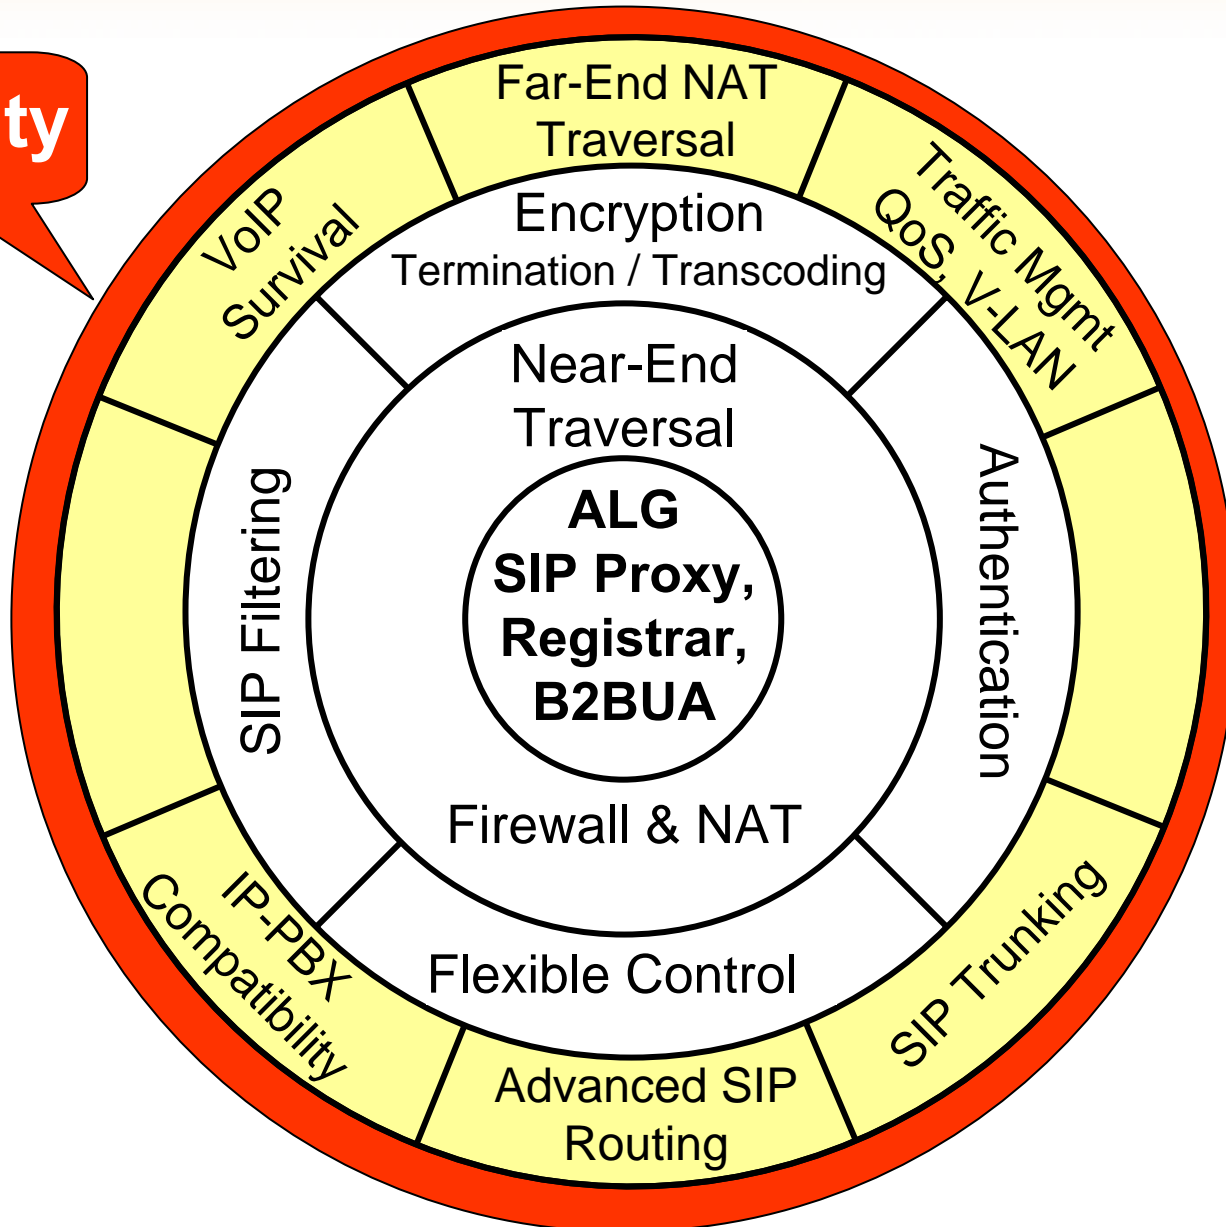 ty
Far-End NAT
Traversal
VoIP
Survival
Traffic Mgmt
QoS, V-LAN
Encryption
Termination / Transcoding
Near-End
Traversal
SIP Filtering
Authentication
ALG
SIP Proxy,
Registrar,
B2BUA
Firewall & NAT
IP-PBX
Compatibility
Flexible Control
SIP Trunking
Advanced SIP
Routing